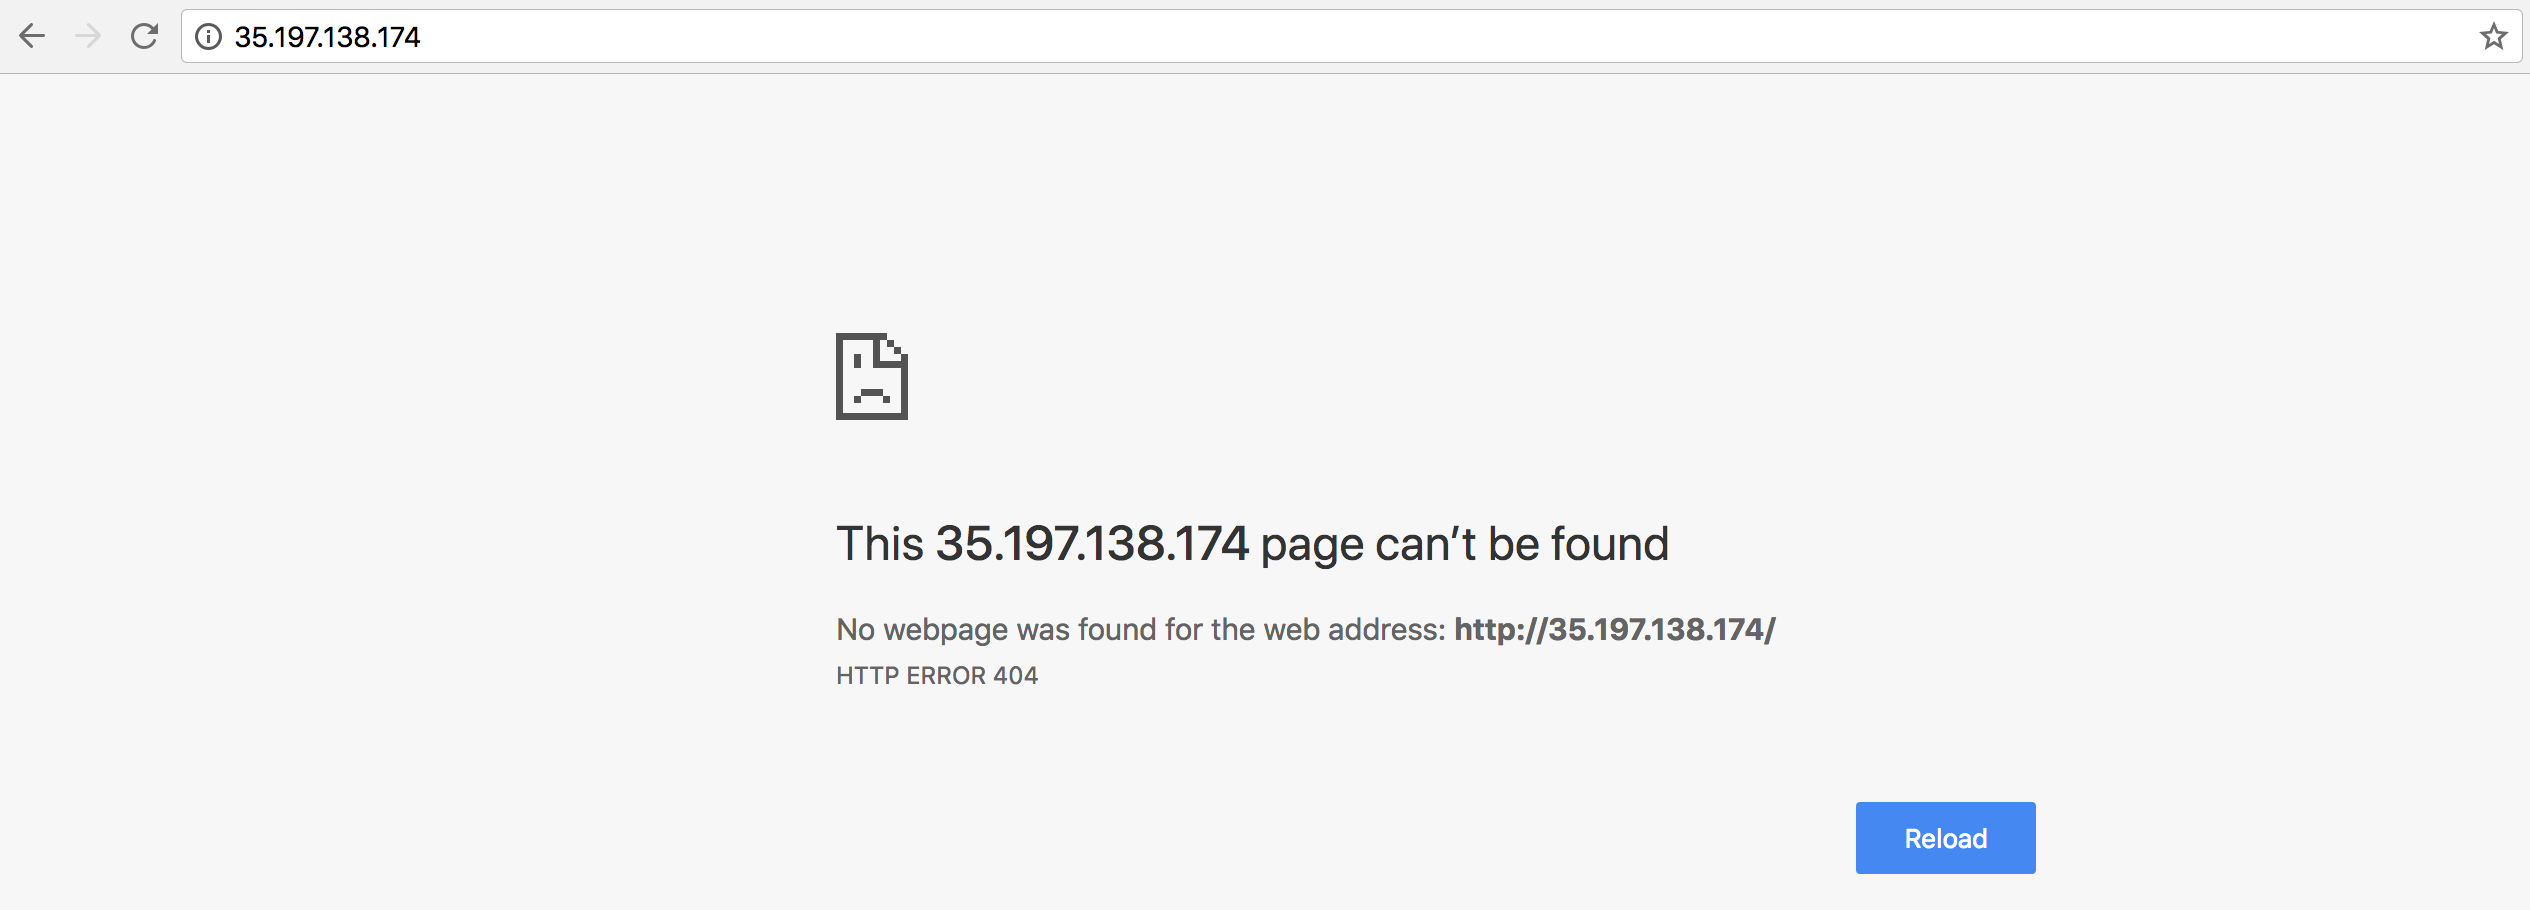 35.197.138.174
This 35.197.138.174 page can’t be found
No webpage was found for the web address: http://35.197.138.174/
HTTP ERROR 404
Reload